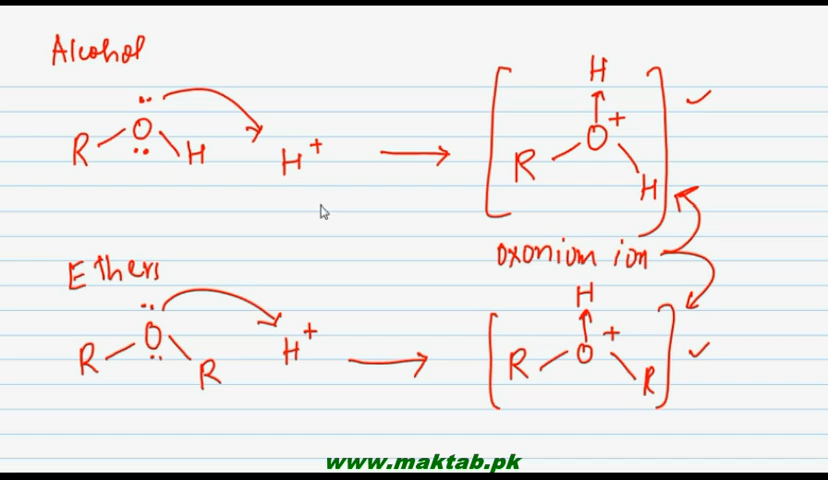 Alcohol
H
R O H H+ R O+ H
oxonium ion
Ethers
H
R O R H+ R O+ R
www.maktab.pk